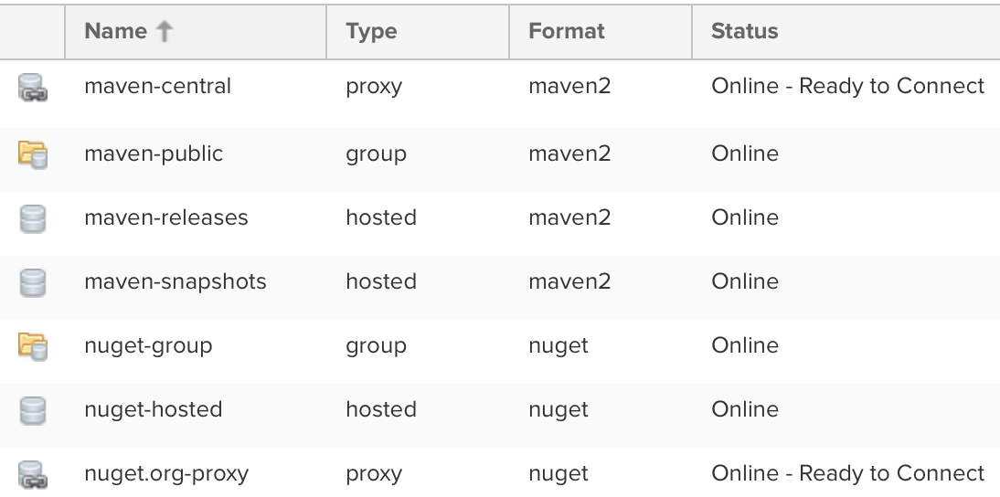 Name Type Format Status
maven-central proxy maven2 Online - Ready to Connect
maven-public group maven2 Online
maven-releases hosted maven2 Online
maven-snapshots hosted maven2 Online
nuget-group group nuget Online
nuget-hosted hosted nuget Online
nuget.org-proxy proxy nuget Online - Ready to Connect